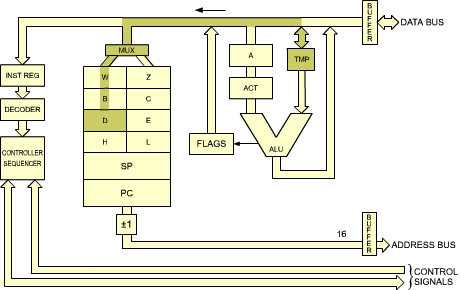 BUFFER
DATA BUS
MUX
INST REG
W Z
A
TMP
B C
ACT
DECODER
D E
H L
FLAGS
ALU
CONTROLLER
SEQUENCER
SP
PC
±1
16
BUFFER
ADDRESS BUS
CONTROL
SIGNALS